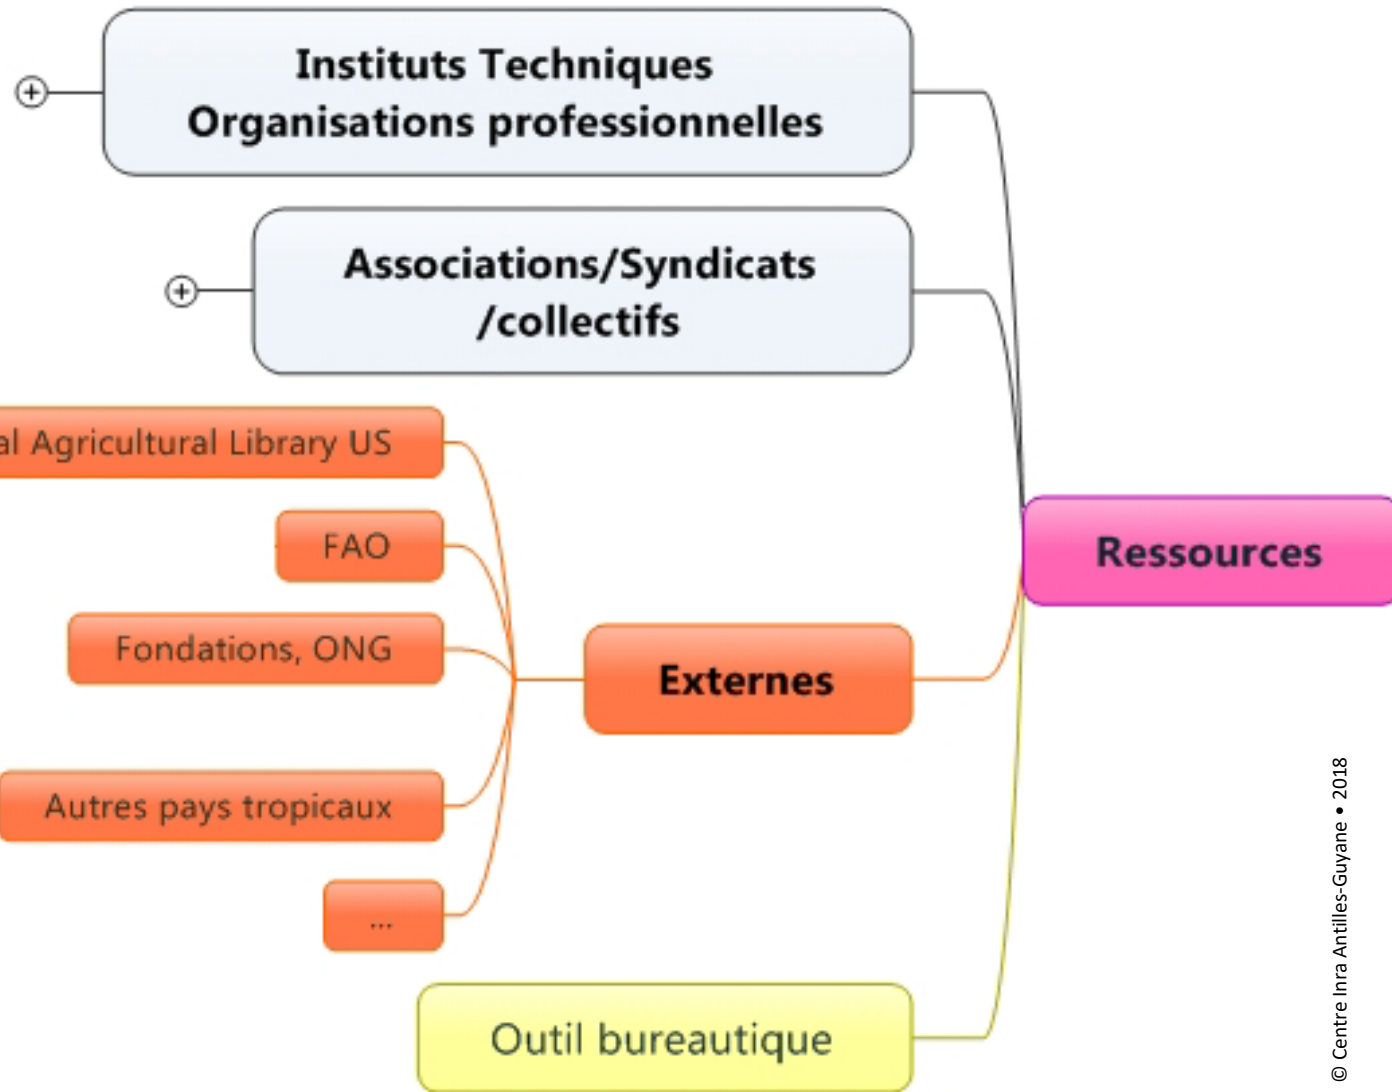 Instituts Techniques
Organisations professionnelles
Associations/Syndicats
/collectifs
al Agricultural Library US
FAO
Fondations, ONG
Externes
Autres pays tropicaux
...
Outil bureautique
Ressources
© Centre Inra Antilles-Guyane • 2018